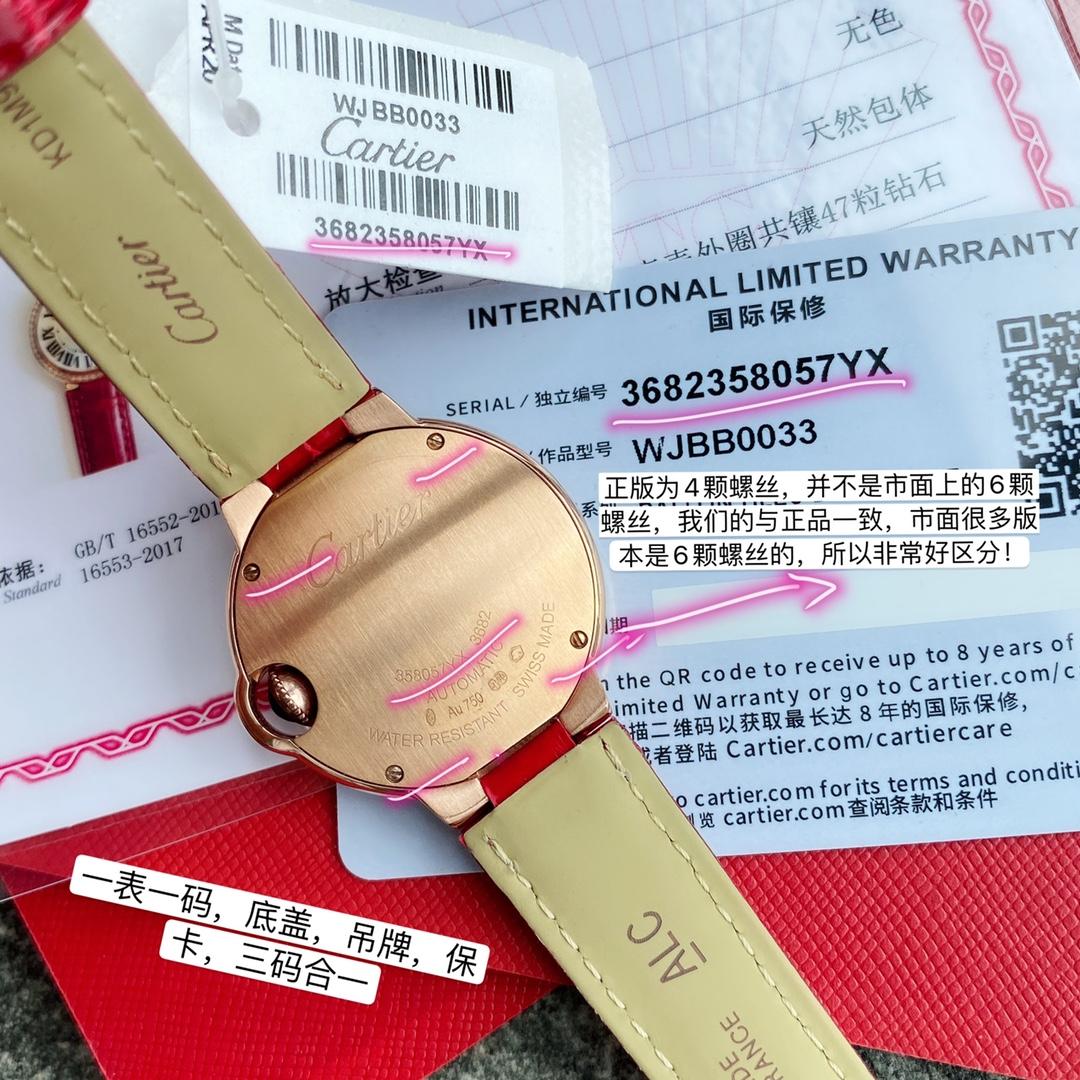 WJBB0033
Cartier
3682358057YX
无色
天然包体
外圈共镶47粒钻石
放大检查
KD1M9
Cartier
INTERNATIONAL LIMITED WARRANTY
国际保修
SERIAL / 独立编号 3682358057YX
作品型号 WJBB0033
正版为4颗螺丝，并不是市面上的6颗
螺丝，我们的与正品一致，市面很多版
本是6颗螺丝的，所以非常好区分！
依据：
Standard
GB/T 16552-201
16553-2017
Cartier
358057YX 3682
AUTOMATIC
Au750
SWISS MADE
WATER RESISTANT
the QR code to receive up to 8 years of
Limited Warranty or go to Cartier.com/c
描二维码以获取最长达 8 年的国际保修，
或者登陆 Cartier.com/cartiercare
o cartier.com for its terms and conditi
浏览 cartier.com查阅条款和条件
一表一码，底盖，吊牌，保
卡，三码合一
ALC